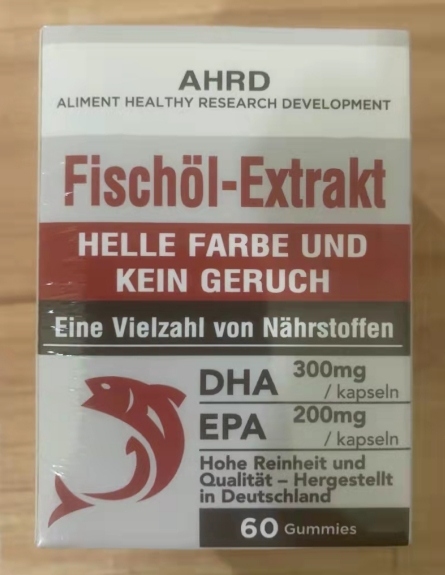 AHRD
ALIMENT HEALTHY RESEARCH DEVELOPMENT
Fischöl-Extrakt
HELLE FARBE UND
KEIN GERUCH
Eine Vielzahl von Nährstoffen
DHA 300mg
/ kapseln
EPA 200mg
/ kapseln
Hohe Reinheit und
Qualität – Hergestellt
in Deutschland
60 Gummies